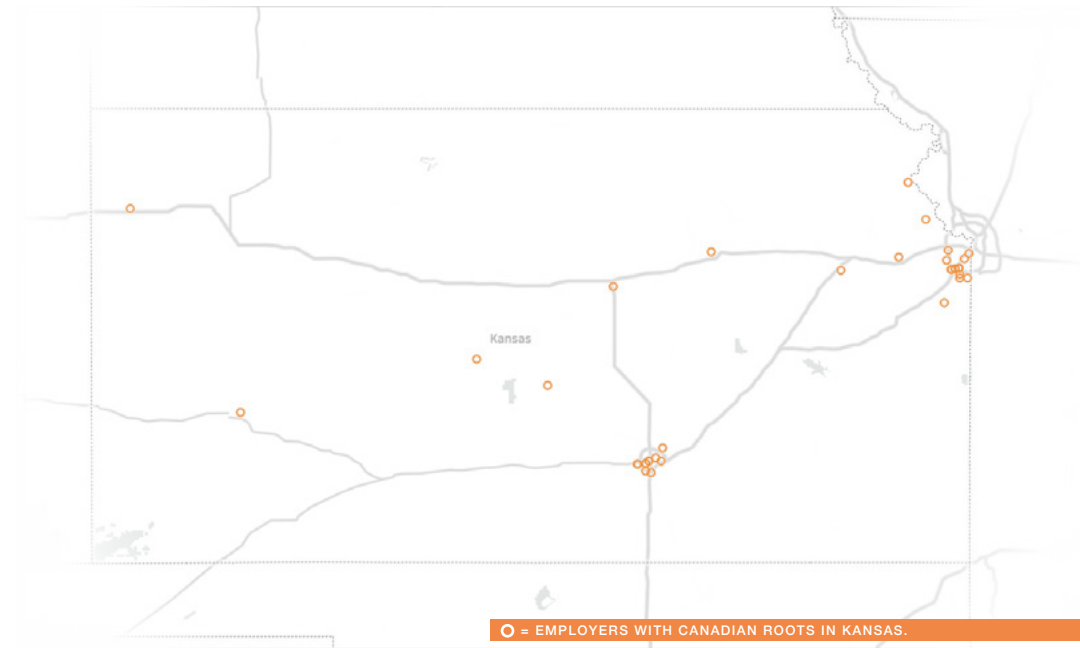 Kansas
= EMPLOYERS WITH CANADIAN ROOTS IN KANSAS.